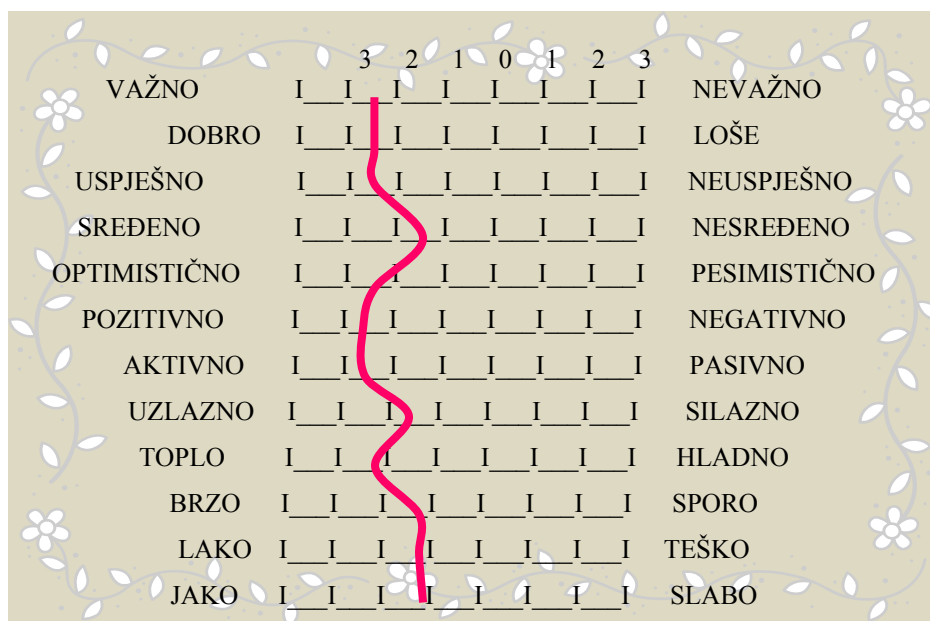 3 2 1 0 1 2 3
VAŽNO I___I___I___I___I___I___I___I NEVAŽNO
DOBRO I___I___I___I___I___I___I___I LOŠE
USPJEŠNO I___I___I___I___I___I___I___I NEUSPJEŠNO
SREĐENO I___I___I___I___I___I___I___I NESREĐENO
OPTIMISTIČNO I___I___I___I___I___I___I___I PESIMISTIČNO
POZITIVNO I___I___I___I___I___I___I___I NEGATIVNO
AKTIVNO I___I___I___I___I___I___I___I PASIVNO
UZLAZNO I___I___I___I___I___I___I___I SILAZNO
TOPLO I___I___I___I___I___I___I___I HLADNO
BRZO I___I___I___I___I___I___I___I SPORO
LAKO I___I___I___I___I___I___I___I TEŠKO
JAKO I___I___I___I___I___I___I___I SLABO